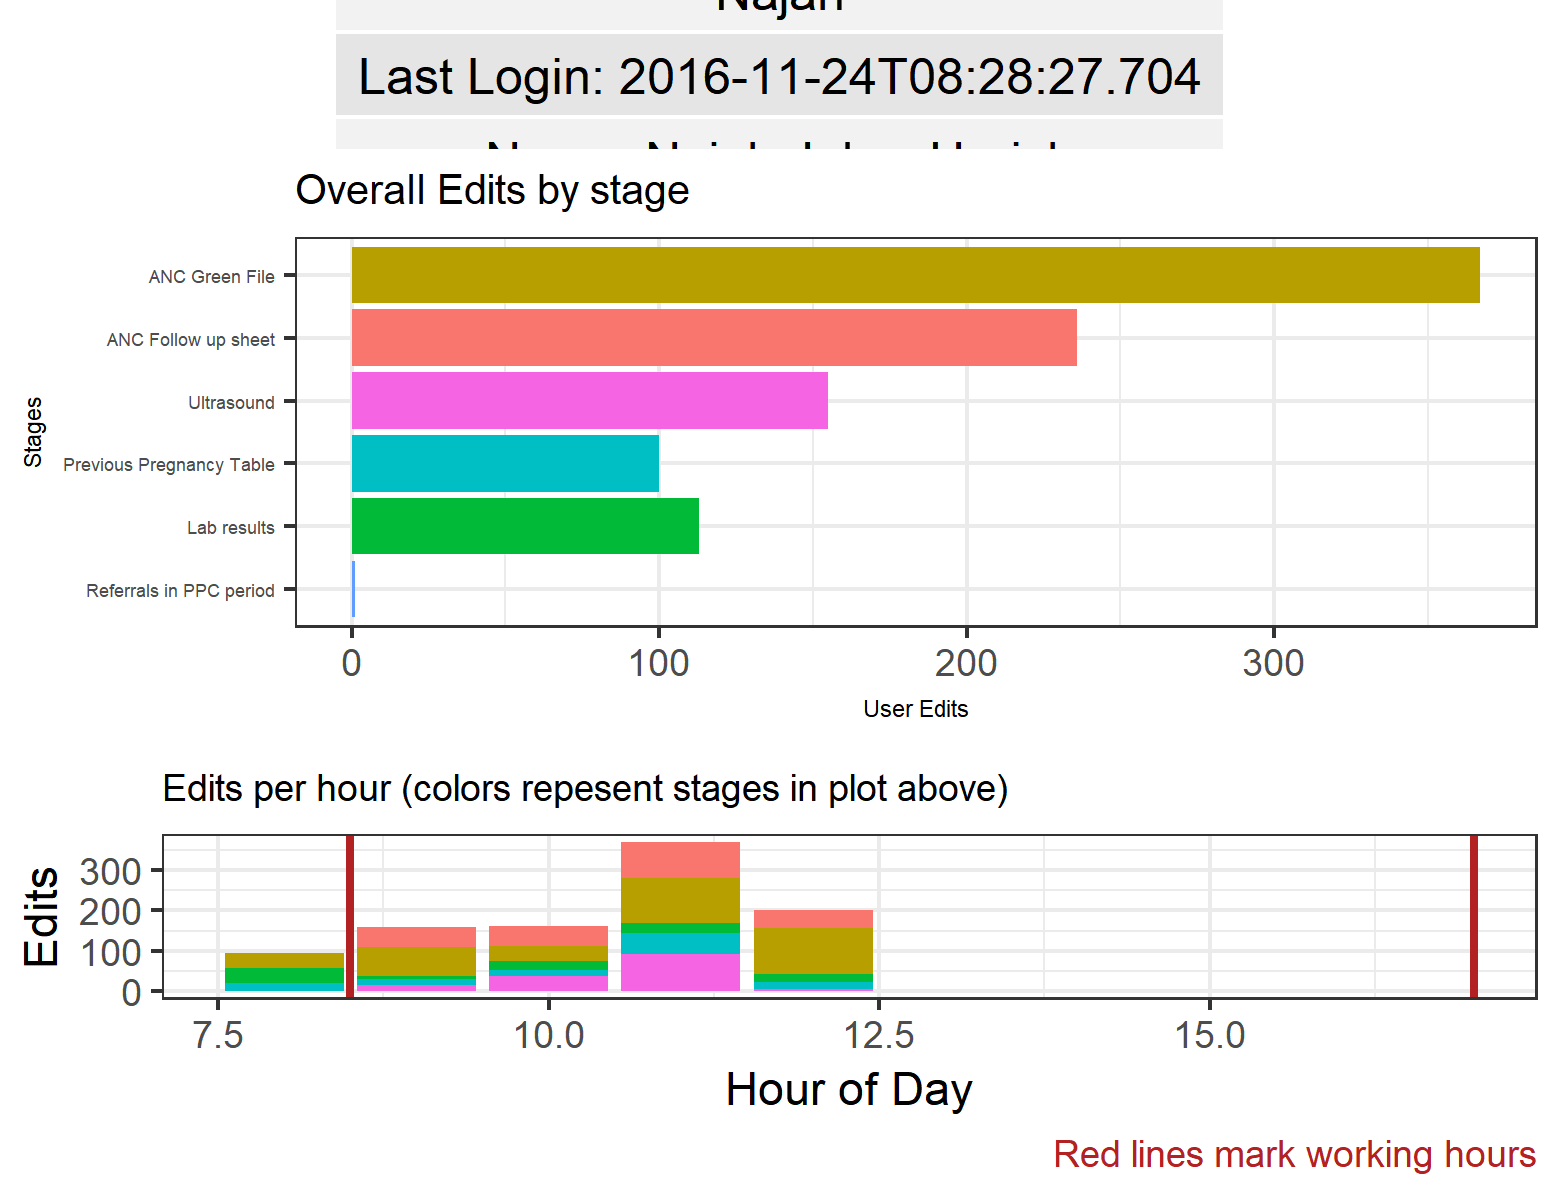 Last Login: 2016-11-24T08:28:27.704
Overall Edits by stage
Stages
ANC Green File
ANC Follow up sheet
Ultrasound
Previous Pregnancy Table
Lab results
Referrals in PPC period
0 100 200 300
User Edits
Edits per hour (colors repesent stages in plot above)
Edits
300
200
100
0
7.5 10.0 12.5 15.0
Hour of Day
Red lines mark working hours